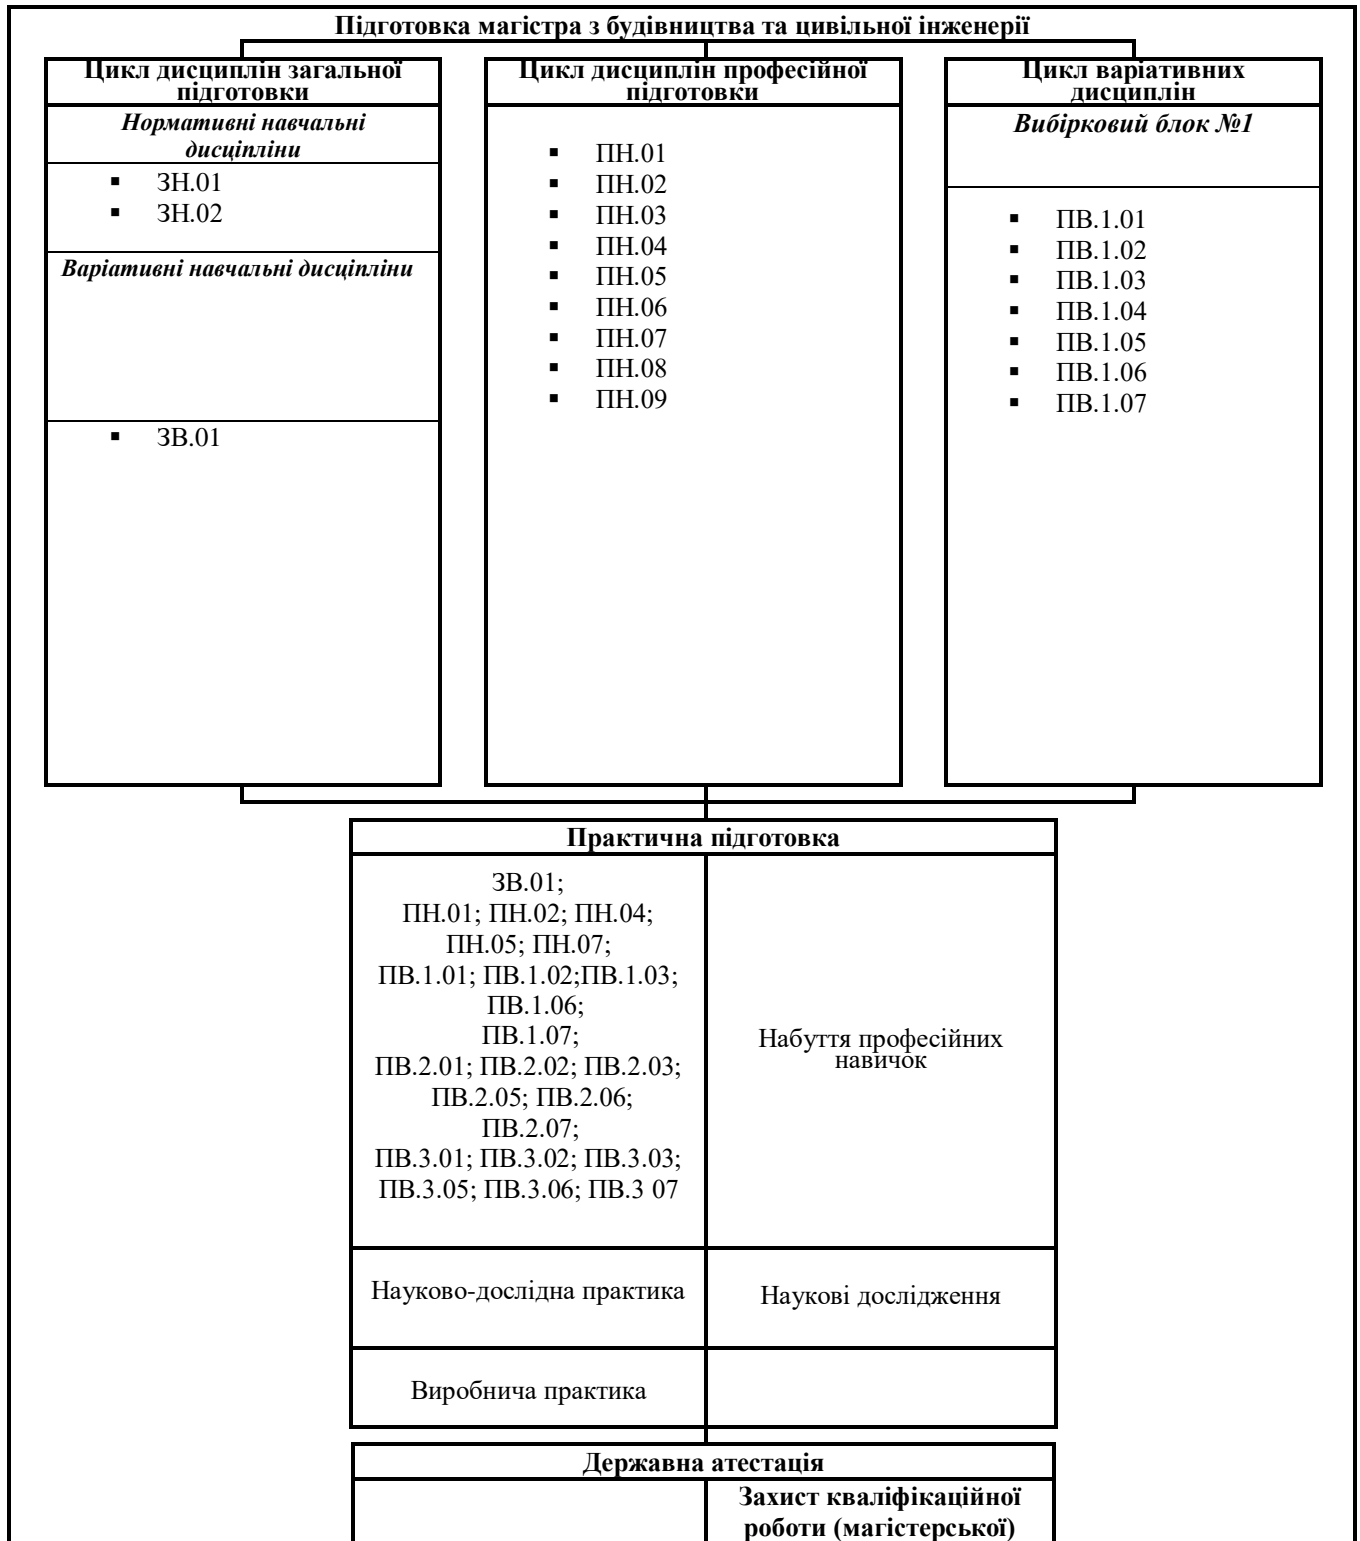 Підготовка магістра з будівництва та цивільної інженерії
Цикл дисциплін загальної
підготовки
Нормативні навчальні
дисціпліни
▪ ЗН.01
▪ ЗН.02
Варіативні навчальні дисціпліни
▪ ЗВ.01
Цикл дисциплін професійної
підготовки
▪ ПН.01
▪ ПН.02
▪ ПН.03
▪ ПН.04
▪ ПН.05
▪ ПН.06
▪ ПН.07
▪ ПН.08
▪ ПН.09
Цикл варіативних
дисциплін
Вибірковий блок №1
▪ ПВ.1.01
▪ ПВ.1.02
▪ ПВ.1.03
▪ ПВ.1.04
▪ ПВ.1.05
▪ ПВ.1.06
▪ ПВ.1.07
Практична підготовка
ЗВ.01;
ПН.01; ПН.02; ПН.04;
ПН.05; ПН.07;
ПВ.1.01; ПВ.1.02;ПВ.1.03;
ПВ.1.06;
ПВ.1.07;
ПВ.2.01; ПВ.2.02; ПВ.2.03;
ПВ.2.05; ПВ.2.06;
ПВ.2.07;
ПВ.3.01; ПВ.3.02; ПВ.3.03;
ПВ.3.05; ПВ.3.06; ПВ.3 07
Набуття професійних
навичок
Науково-дослідна практика
Наукові дослідження
Виробнича практика
Державна атестація
Захист кваліфікаційної
роботи (магістерської)